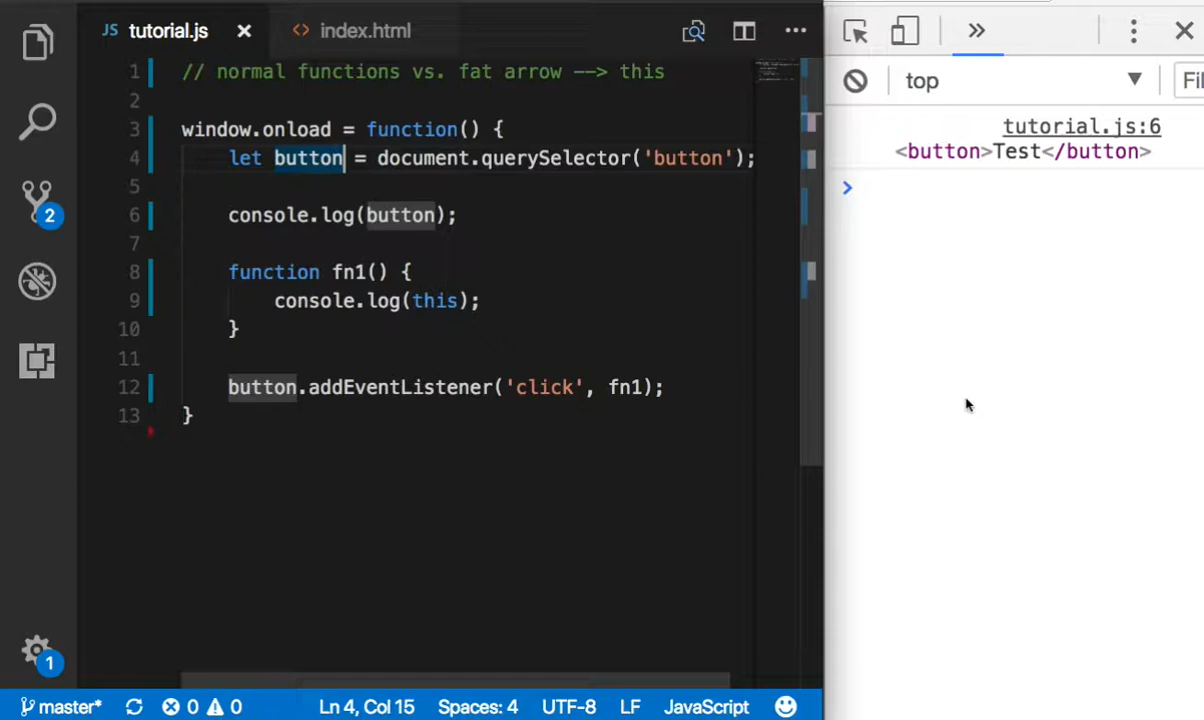 JS tutorial.js × <> index.html
1 // normal functions vs. fat arrow --> this
2
3 window.onload = function() {
4 let button = document.querySelector('button');
5
6 console.log(button);
7
8 function fn1() {
9 console.log(this);
10 }
11
12 button.addEventListener('click', fn1);
13 }
2
1
master* 0 0 Ln 4, Col 15 Spaces: 4 UTF-8 LF JavaScript
top Fil
tutorial.js:6
<button>Test</button>